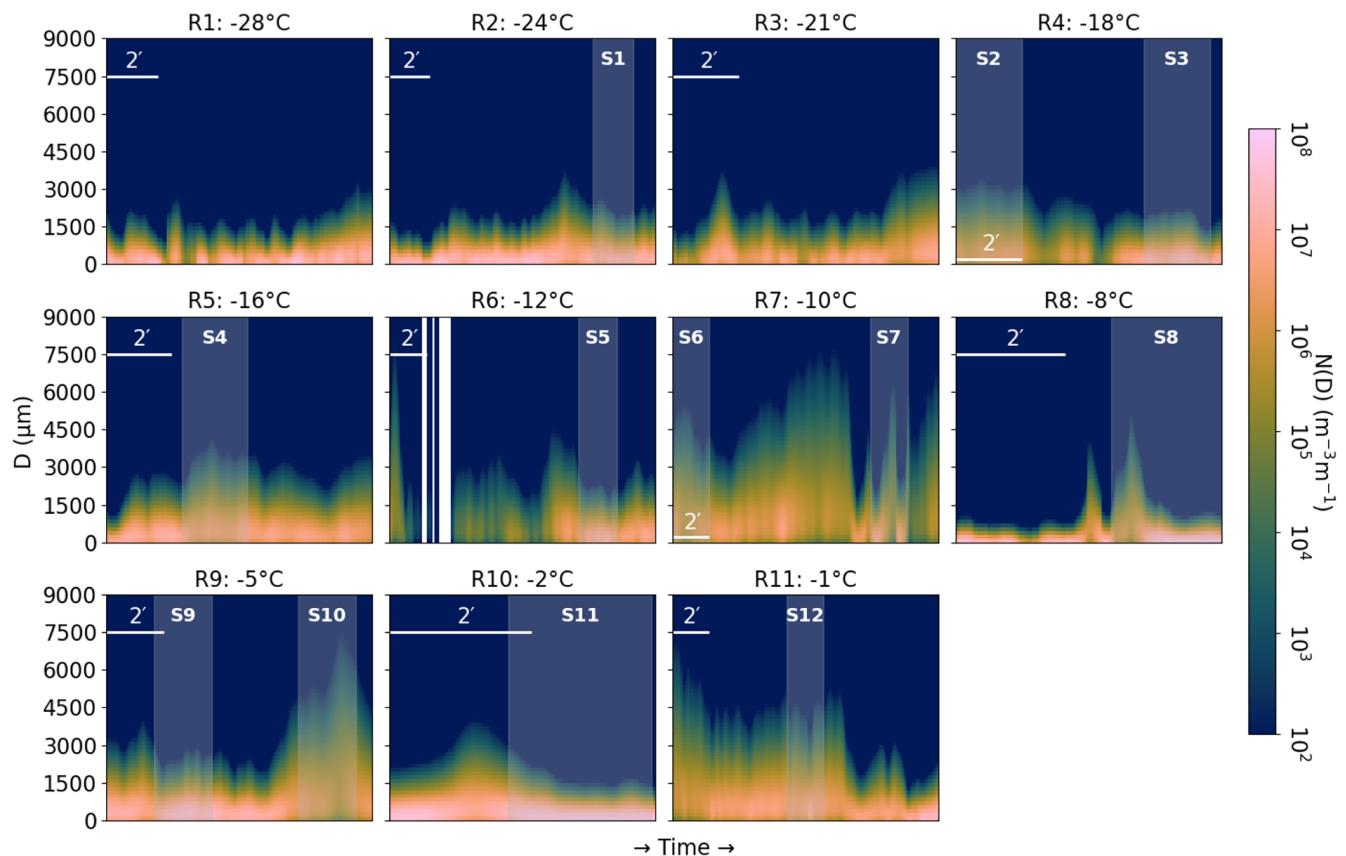 R1: -28°C R2: -24°C R3: -21°C R4: -18°C
9000
7500
6000
4500
3000
1500
0
2′
2′
S1
2′
S2
S3
2′
R5: -16°C R6: -12°C R7: -10°C R8: -8°C
9000
7500
6000
4500
3000
1500
0
2′
S4
2′
S5
S6
S7
2′
2′
S8
D (μm)
R9: -5°C R10: -2°C R11: -1°C
9000
7500
6000
4500
3000
1500
0
2′
S9
S10
2′
S11
2′
S12
→ Time →
10⁸
10⁷
10⁶
10⁵
10⁴
10³
10²
N(D) (m⁻³m⁻¹)